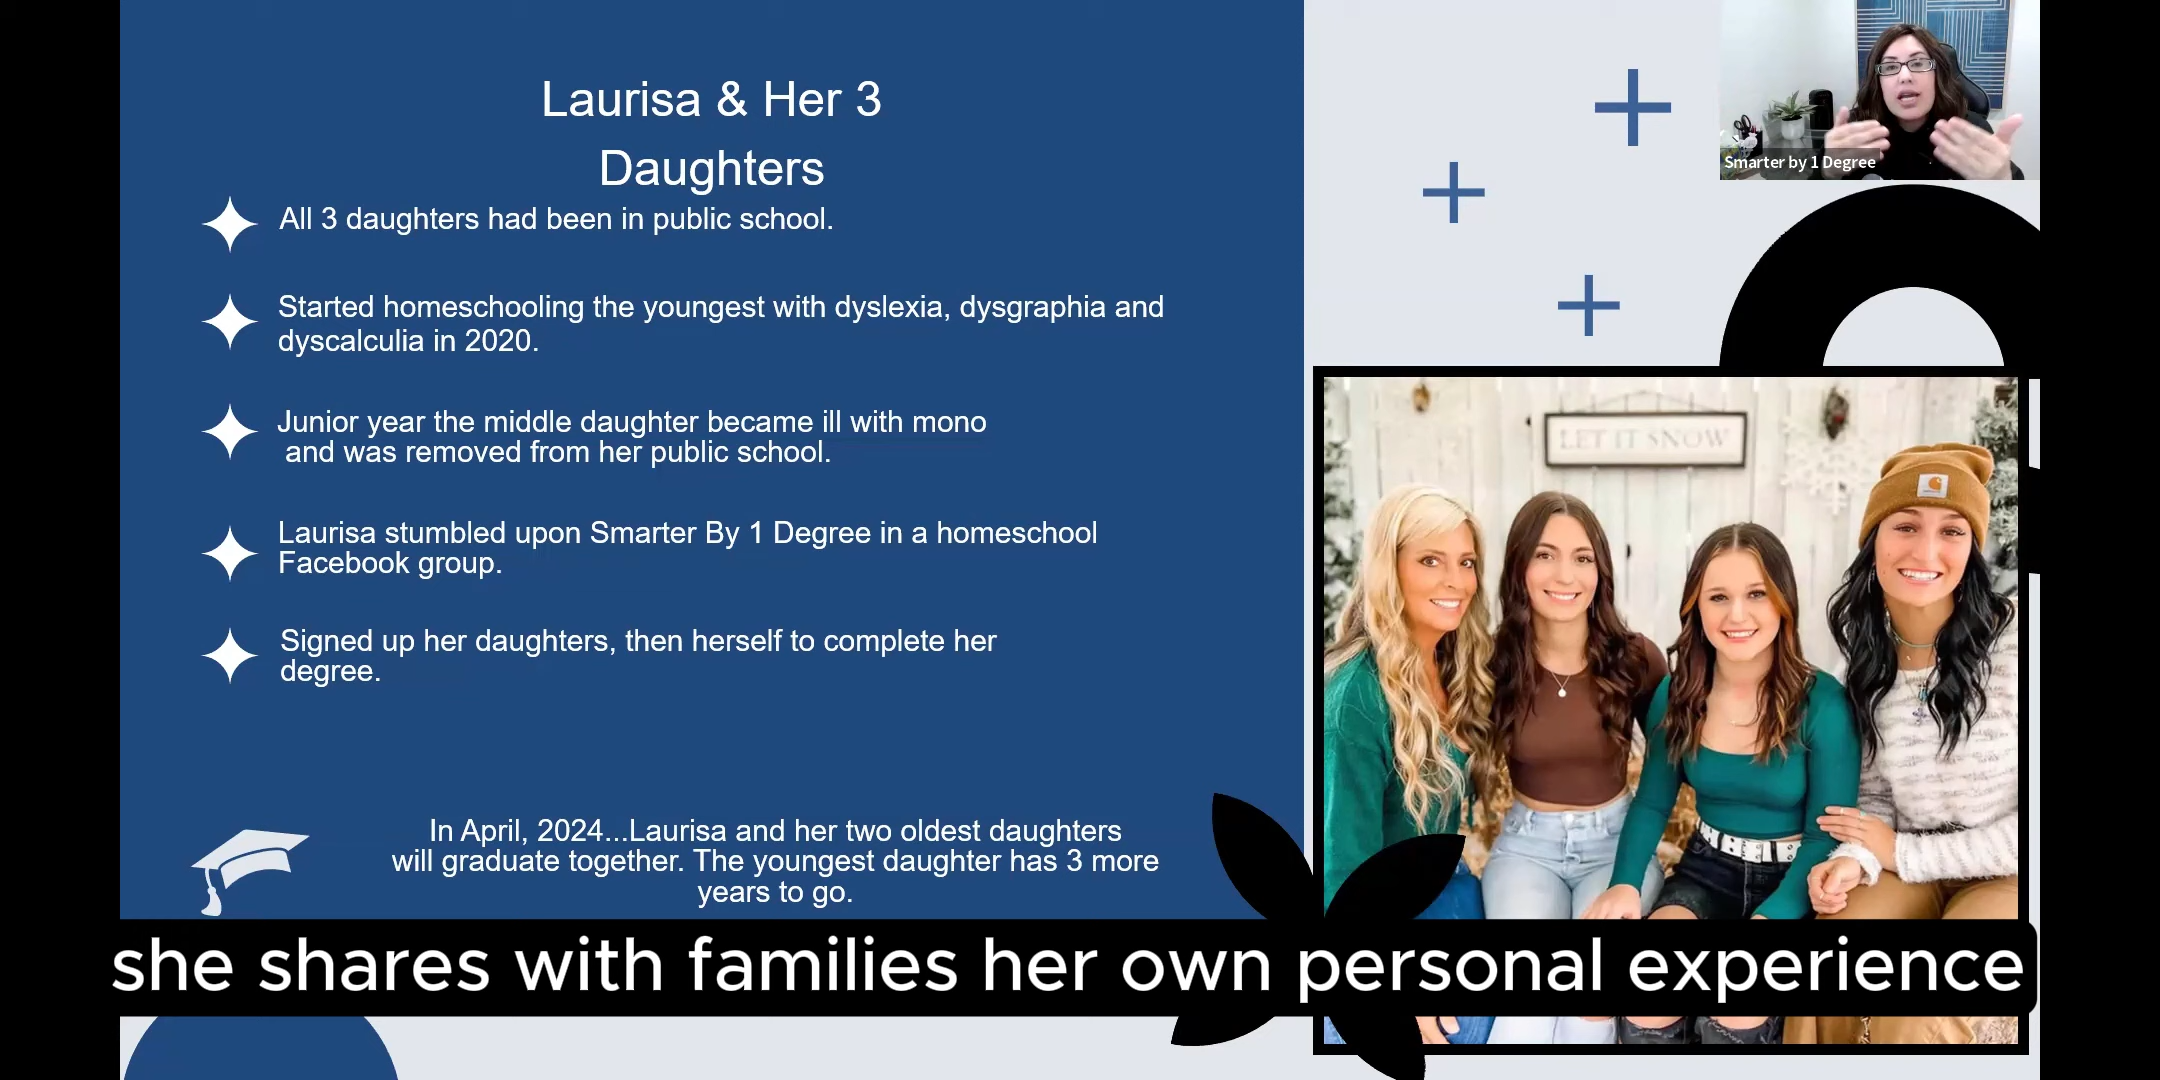 Laurisa & Her 3
Daughters
All 3 daughters had been in public school.
Started homeschooling the youngest with dyslexia, dysgraphia and
dyscalculia in 2020.
Junior year the middle daughter became ill with mono
and was removed from her public school.
Laurisa stumbled upon Smarter By 1 Degree in a homeschool
Facebook group.
Signed up her daughters, then herself to complete her
degree.
In April, 2024...Laurisa and her two oldest daughters
will graduate together. The youngest daughter has 3 more
years to go.
Smarter by 1 Degree
LET IT SNOW
she shares with families her own personal experience